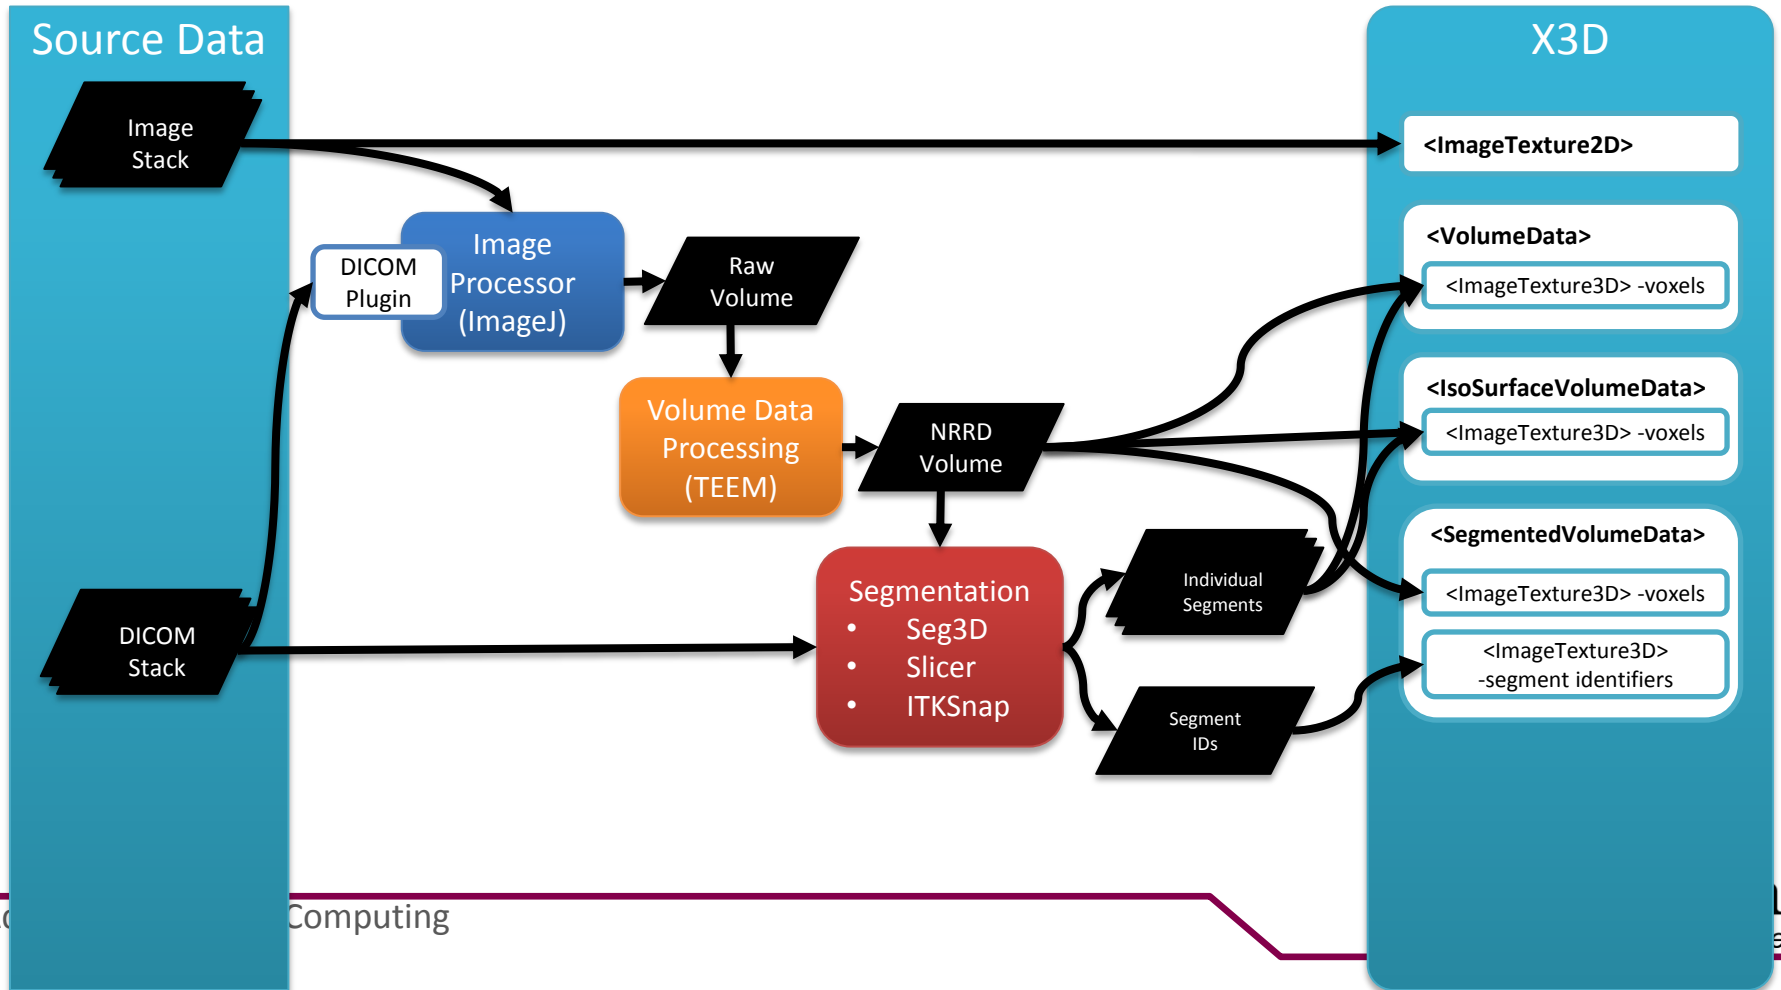 Source Data
X3D
Image
Stack
<ImageTexture2D>
<VolumeData>
<ImageTexture3D> -voxels
Image
Processor
(ImageJ)
DICOM
Plugin
Raw
Volume
<IsoSurfaceVolumeData>
<ImageTexture3D> -voxels
Volume Data
Processing
(TEEM)
NRRD
Volume
<SegmentedVolumeData>
<ImageTexture3D> -voxels
<ImageTexture3D>
-segment identifiers
Segmentation
• Seg3D
• Slicer
• ITKSnap
Individual
Segments
DICOM
Stack
Segment
IDs
Computing